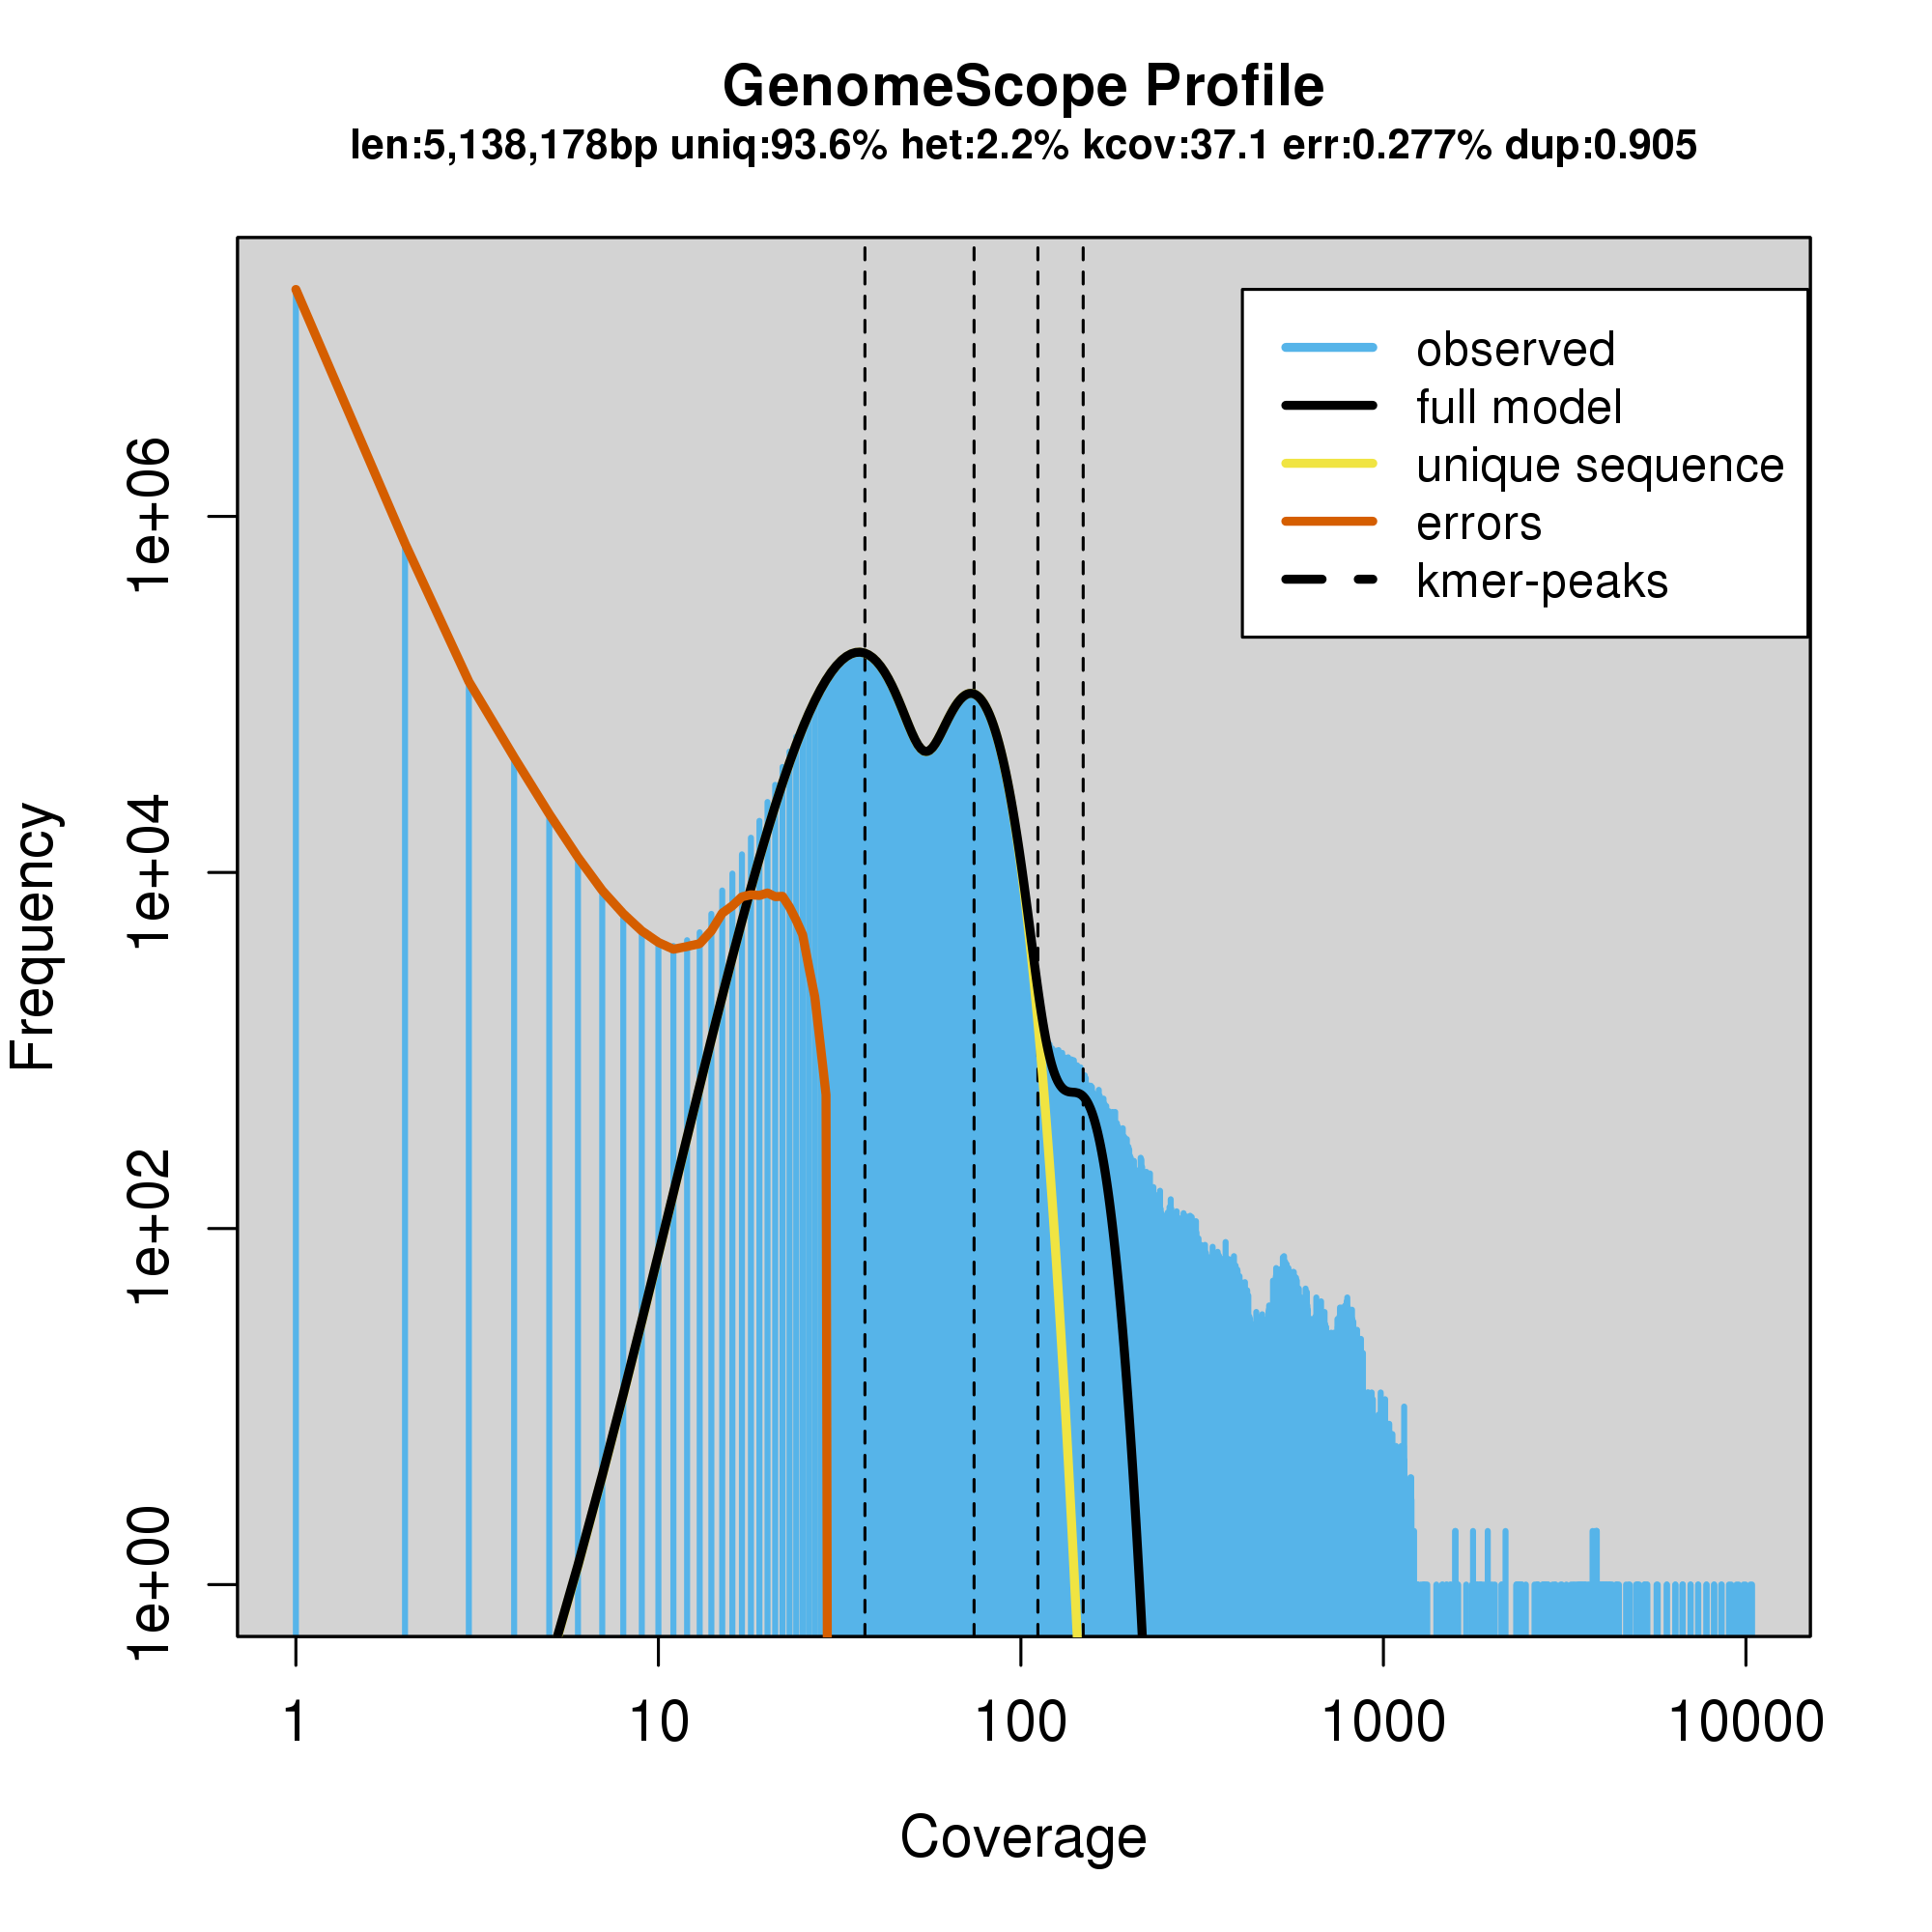 GenomeScope Profile
len:5,138,178bp uniq:93.6% het:2.2% kcov:37.1 err:0.277% dup:0.905
observed
full model
unique sequence
errors
kmer-peaks
Frequency
1e+06
1e+04
1e+02
1e+00
1 10 100 1000 10000
Coverage